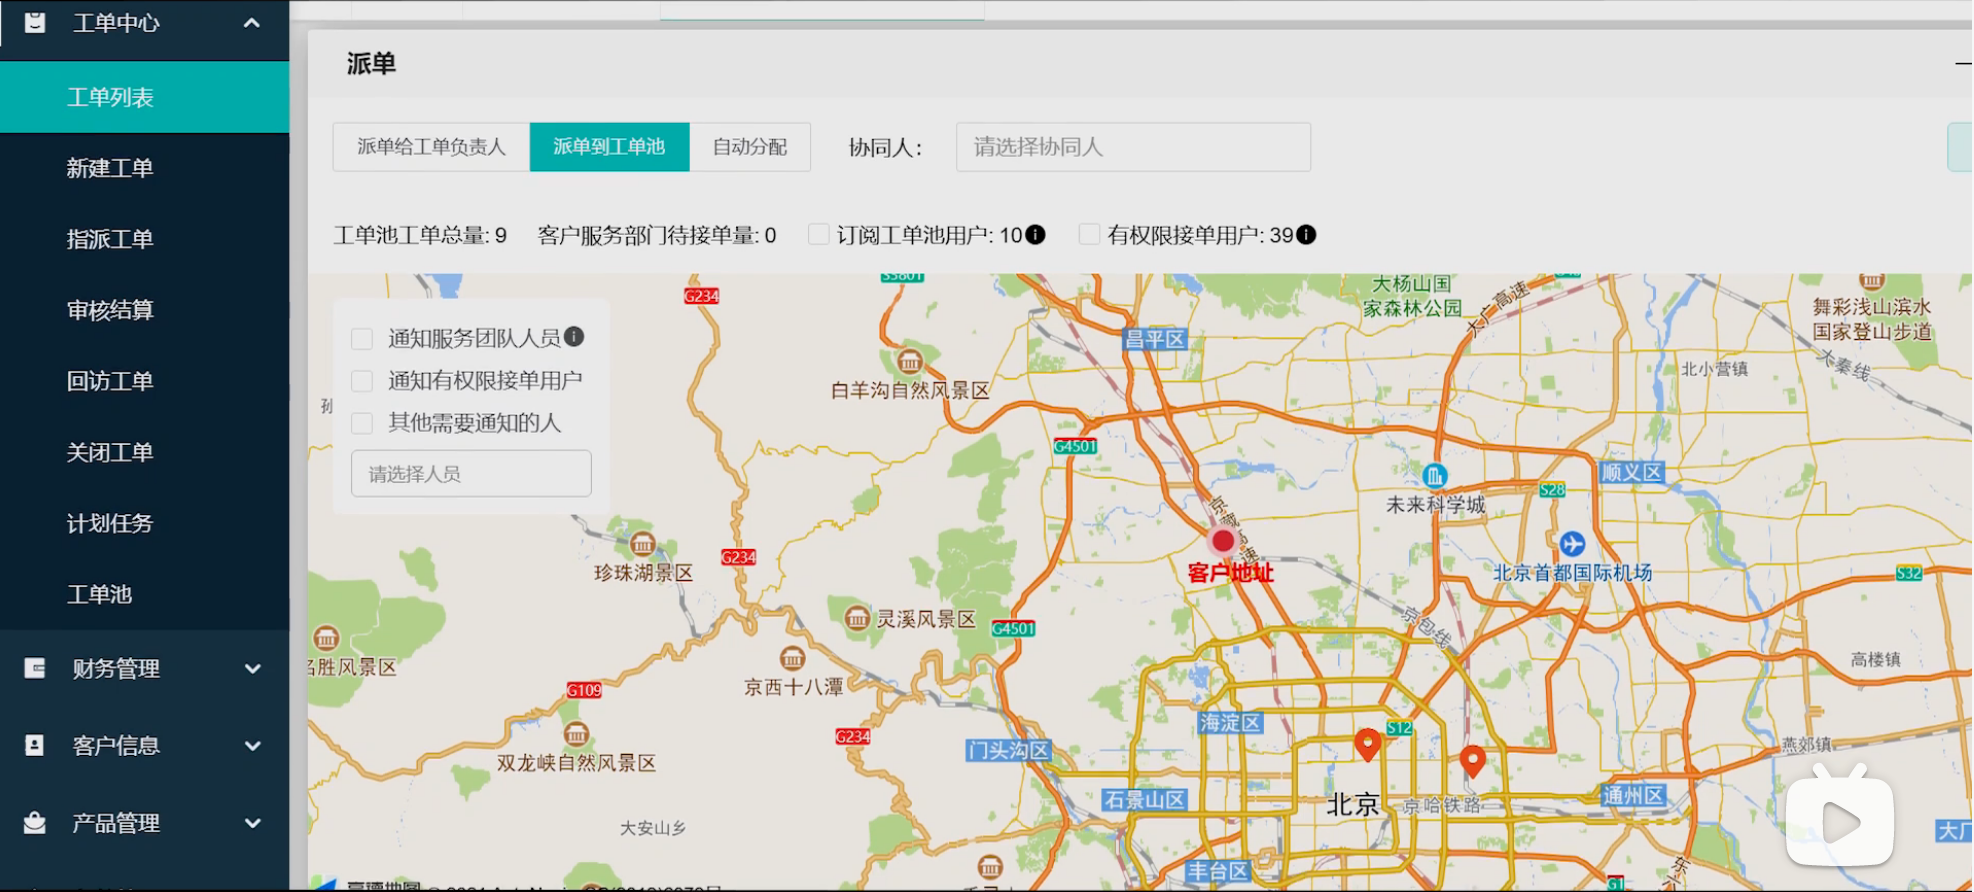 工单中心
工单列表
新建工单
指派工单
审核结算
回访工单
关闭工单
计划任务
工单池
财务管理
客户信息
产品管理
派单
派单给工单负责人
派单到工单池
自动分配
协同人：
请选择协同人
工单池工单总量: 9
客户服务部门待接单量: 0
订阅工单池用户: 10
有权限接单用户: 39
通知服务团队人员
通知有权限接单用户
其他需要通知的人
请选择人员
S3801
G234
大杨山国
家森林公园
大广高速
舞彩浅山滨水
国家登山步道
昌平区
白羊沟自然风景区
北小营镇
大秦线
G4501
未来科学城
S28
顺义区
京藏高速
客户地址
北京首都国际机场
S32
珍珠湖景区
G234
灵溪风景区
G4501
京包线
名胜风景区
京西十八潭
高楼镇
G109
G234
双龙峡自然风景区
门头沟区
海淀区
S12
燕郊镇
石景山区
北京
京哈铁路
通州区
大安山乡
丰台区
G1
高德地图